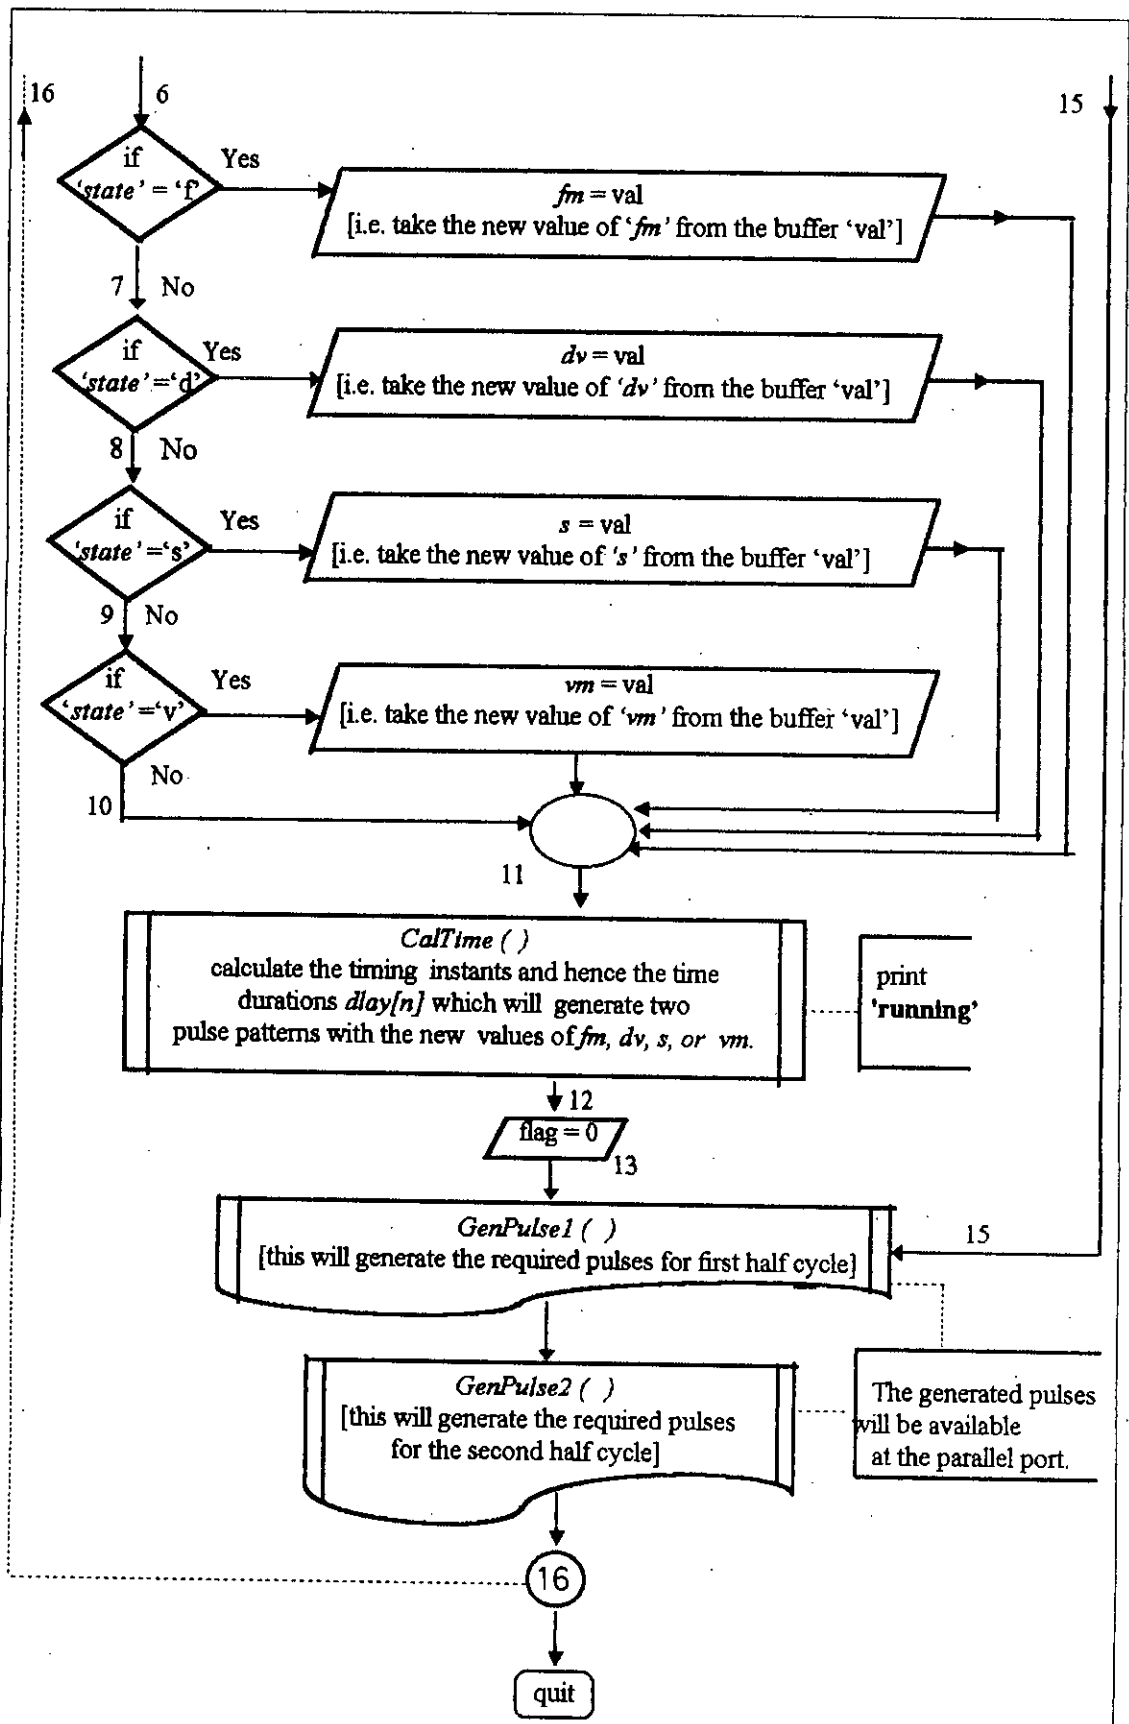 16
6
15
if
Yes
'state' = 'f'
fm = val
[i.e. take the new value of 'fm' from the buffer 'val']
7 No
if
Yes
'state' ='d'
dv = val
[i.e. take the new value of 'dv' from the buffer 'val']
8 No
if
Yes
'state' ='s'
s = val
[i.e. take the new value of 's' from the buffer 'val']
9 No
if
Yes
'state' ='v'
vm = val
[i.e. take the new value of 'vm' from the buffer 'val']
No
10
11
CalTime ( )
calculate the timing instants and hence the time
durations dlay[n] which will generate two
pulse patterns with the new values of fm, dv, s, or vm.
print
'running'
12
flag = 0
13
GenPulse1 ( )
[this will generate the required pulses for first half cycle]
15
GenPulse2 ( )
[this will generate the required pulses
for the second half cycle]
The generated pulses
will be available
at the parallel port.
16
quit